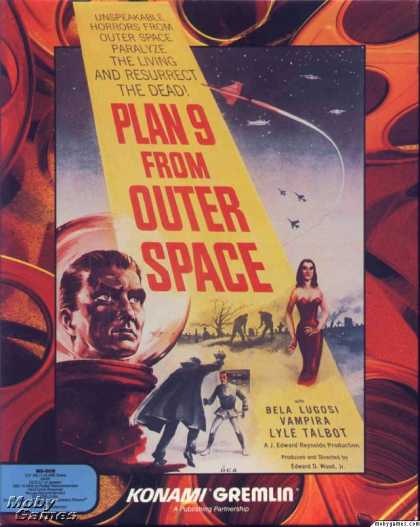 UNSPEAKABLE
HORRORS FROM
OUTER SPACE
PARALYZE
THE LIVING
AND RESURRECT
THE DEAD!
PLAN 9
FROM
OUTER
SPACE
with
BELA LUGOSI
VAMPIRA
LYLE TALBOT
A J. Edward Reynolds Production
Produced and Directed by
Edward D. Wood, Jr.
MS-DOS
Moby
Games
KONAMI GREMLIN
A Publishing Partnership
mobygames.com